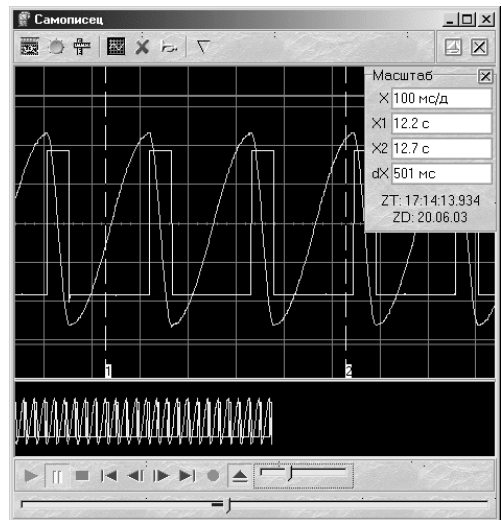 Самописец
Масштаб
X 100 мс/д
X1 12.2 с
X2 12.7 с
dX 501 мс
ZT: 17:14:13.934
ZD: 20.06.03
1 2